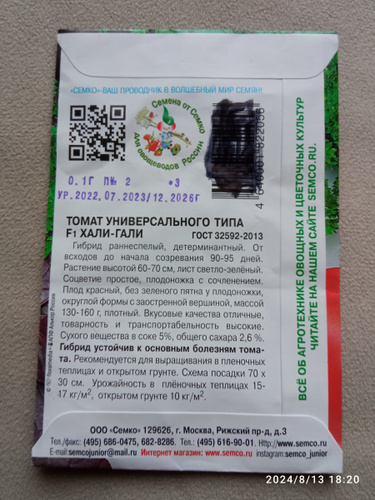 «СЕМКО»-ВАШ ПРОВОДНИК В ВОЛШЕБНЫЙ МИР СЕМЯН!
Семена от Семко
для овощеводов России
0.1Г П№ 2 *3
УР.2022,07.2023/12.2026Г
ТОМАТ УНИВЕРСАЛЬНОГО ТИПА
F1 ХАЛИ-ГАЛИ ГОСТ 32592-2013
Гибрид раннеспелый, детерминантный. От
всходов до начала созревания 90-95 дней.
Растение высотой 60-70 см, лист светло-зелёный.
Соцветие простое, плодоножка с сочленением.
Плод красный, без зеленого пятна у плодоножки,
округлой формы с заостренной вершиной, массой
130-160 г, плотный. Вкусовые качества отличные,
товарность и транспортабельность высокие.
Сухого вещества в соке 5%, общего сахара 2,6 %.
Гибрид устойчив к основным болезням тома-
та. Рекомендуется для выращивания в пленочных
теплицах и открытом грунте. Схема посадки 70 х
30 см. Урожайность в плёночных теплицах 15-
17 кг/м², открытом грунте 10 кг/м².
ООО «Семко» 129626, г. Москва, Рижский пр-д, д.3
Тел./факс: (495) 686-0475, 682-8286. Тел.: (495) 616-90-01. Http://www.semco.ru
E-mail:semcojunior@mail.ru Интернет магазин: www.semco.ru instagram:semco_junior
ВСЁ ОБ АГРОТЕХНИКЕ ОВОЩНЫХ И ЦВЕТОЧНЫХ КУЛЬТУР
ЧИТАЙТЕ НА НАШЕМ САЙТЕ SEMCO.RU.
2024/8/13 18:20